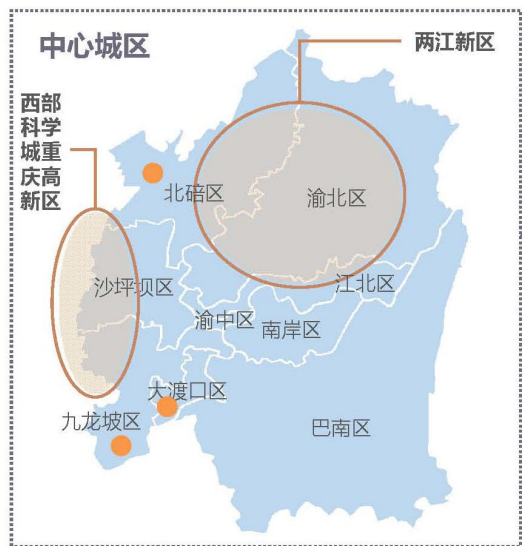 中心城区
两江新区
西部
科学
城重
庆高
新区
北碚区
渝北区
沙坪坝区
江北区
渝中区
南岸区
大渡口区
九龙坡区
巴南区